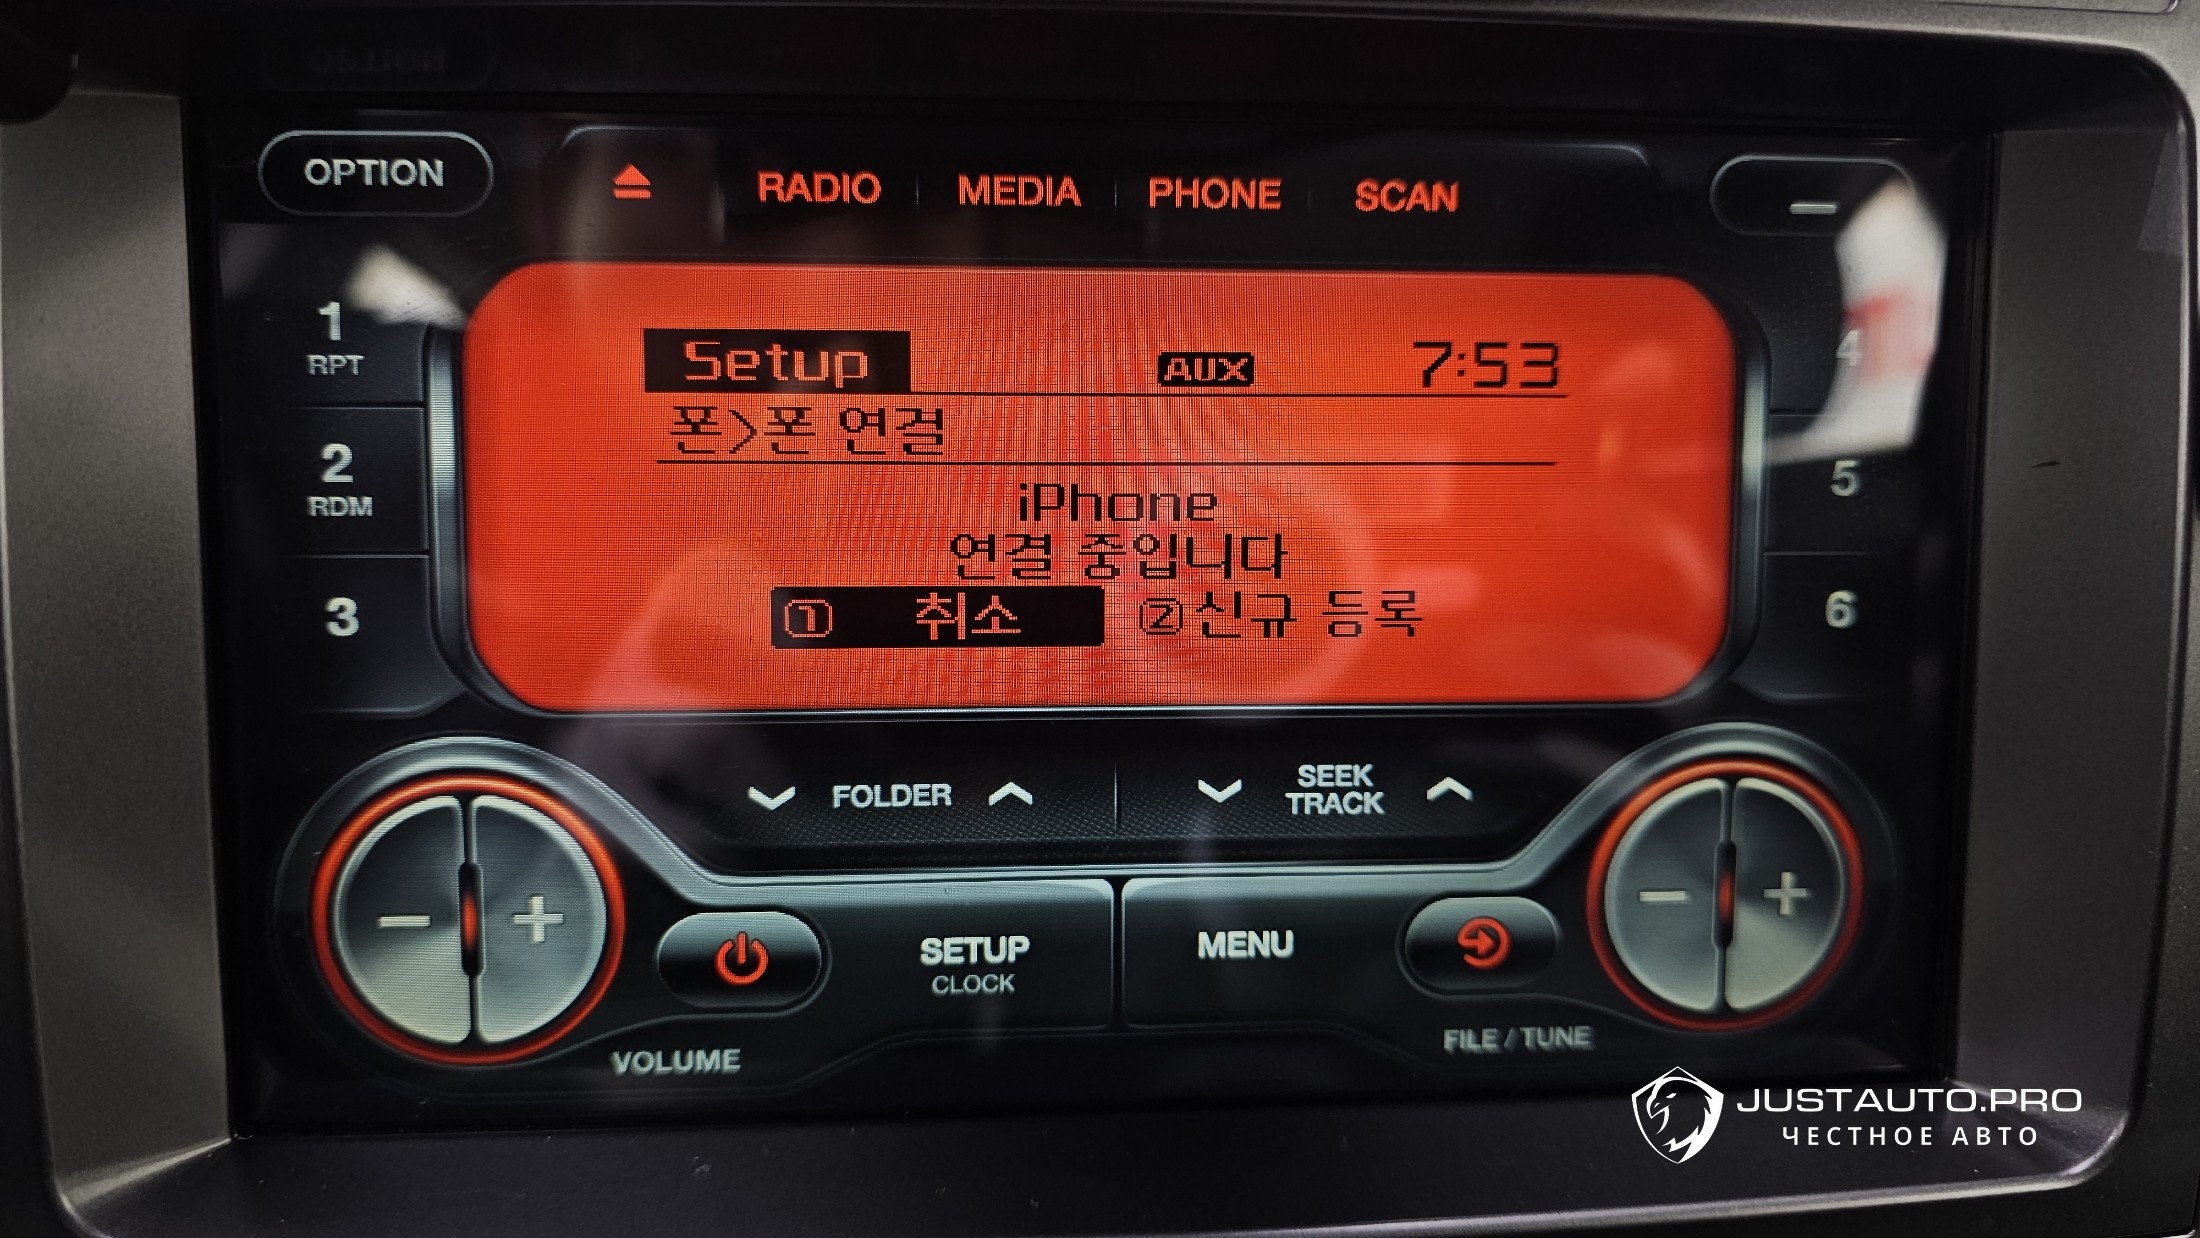 OPTION
RADIO MEDIA PHONE SCAN
1
RPT
2
RDM
3
4
5
6
Setup AUX 7:53
폰>폰 연결
iPhone
연결 중입니다
① 취소 ②신규 등록
FOLDER
SEEK
TRACK
SETUP
CLOCK
MENU
VOLUME
FILE / TUNE
JUSTAUTO.PRO
ЧЕСТНОЕ АВТО